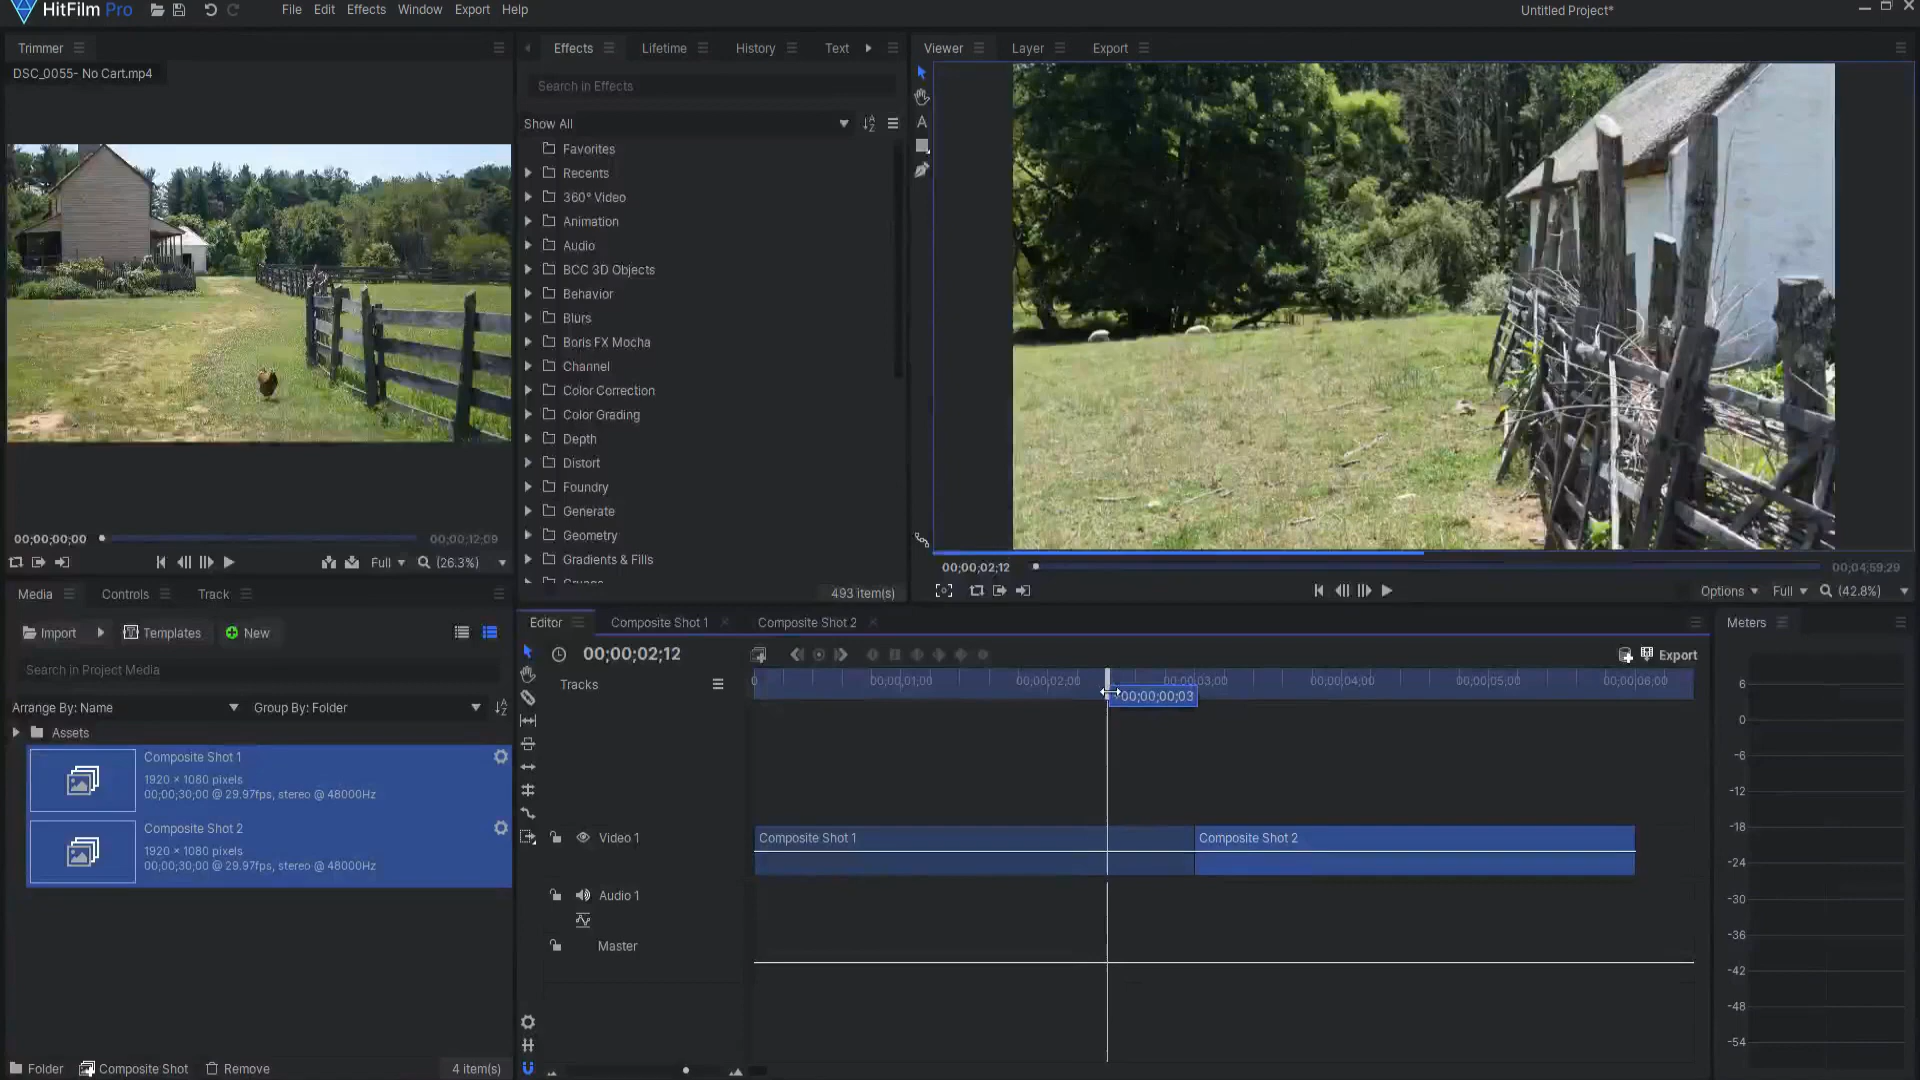 HitFilm Pro
File Edit Effects Window Export Help
Untitled Project*
Trimmer
DSC_0055- No Cart.mp4
00;00;00;00
00;00;12;09
Full
(26.3%)
Effects Lifetime History Text
Search in Effects
Show All
Favorites
Recents
360° Video
Animation
Audio
BCC 3D Objects
Behavior
Blurs
Boris FX Mocha
Channel
Color Correction
Color Grading
Depth
Distort
Foundry
Generate
Geometry
Gradients & Fills
493 item(s)
Viewer Layer Export
00;00;02;12
00;04;59;29
Options Full (42.8%)
Media Controls Track
Import Templates New
Search in Project Media
Arrange By: Name Group By: Folder
Assets
Composite Shot 1
1920 × 1080 pixels
00;00;30;00 @ 29.97fps, stereo @ 48000Hz
Composite Shot 2
1920 × 1080 pixels
00;00;30;00 @ 29.97fps, stereo @ 48000Hz
Folder Composite Shot Remove 4 item(s)
Editor Composite Shot 1 Composite Shot 2
00;00;02;12
Export
Tracks
0 00;00;01;00 00;00;02;00 00;00;03;00 00;00;04;00 00;00;05;00 00;00;06;00
00;00;00;03
Video 1
Composite Shot 1 Composite Shot 2
Audio 1
Master
Meters
6
0
-6
-12
-18
-24
-30
-36
-42
-48
-54